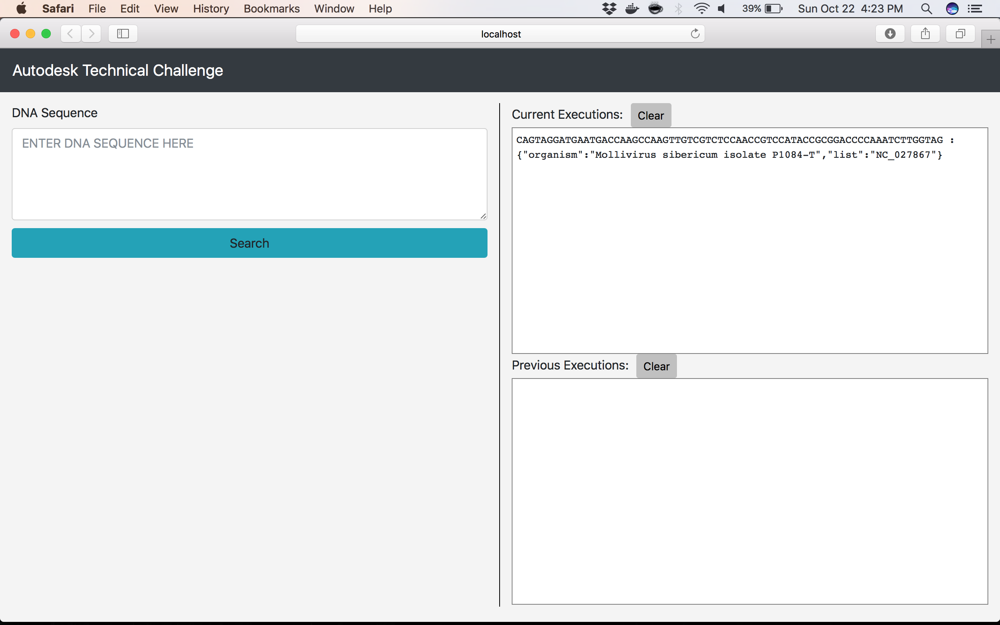 Safari File Edit View History Bookmarks Window Help 39% Sun Oct 22 4:23 PM
localhost
Autodesk Technical Challenge
DNA Sequence
ENTER DNA SEQUENCE HERE
Search
Current Executions: Clear
CAGTAGGATGAATGACCAAGCCAAGTTGTCGTCTCCAACCGTCCATACCGCGGACCCCAAATCTTGGTAG :
{"organism":"Mollivirus sibericum isolate P1084-T","list":"NC_027867"}
Previous Executions: Clear